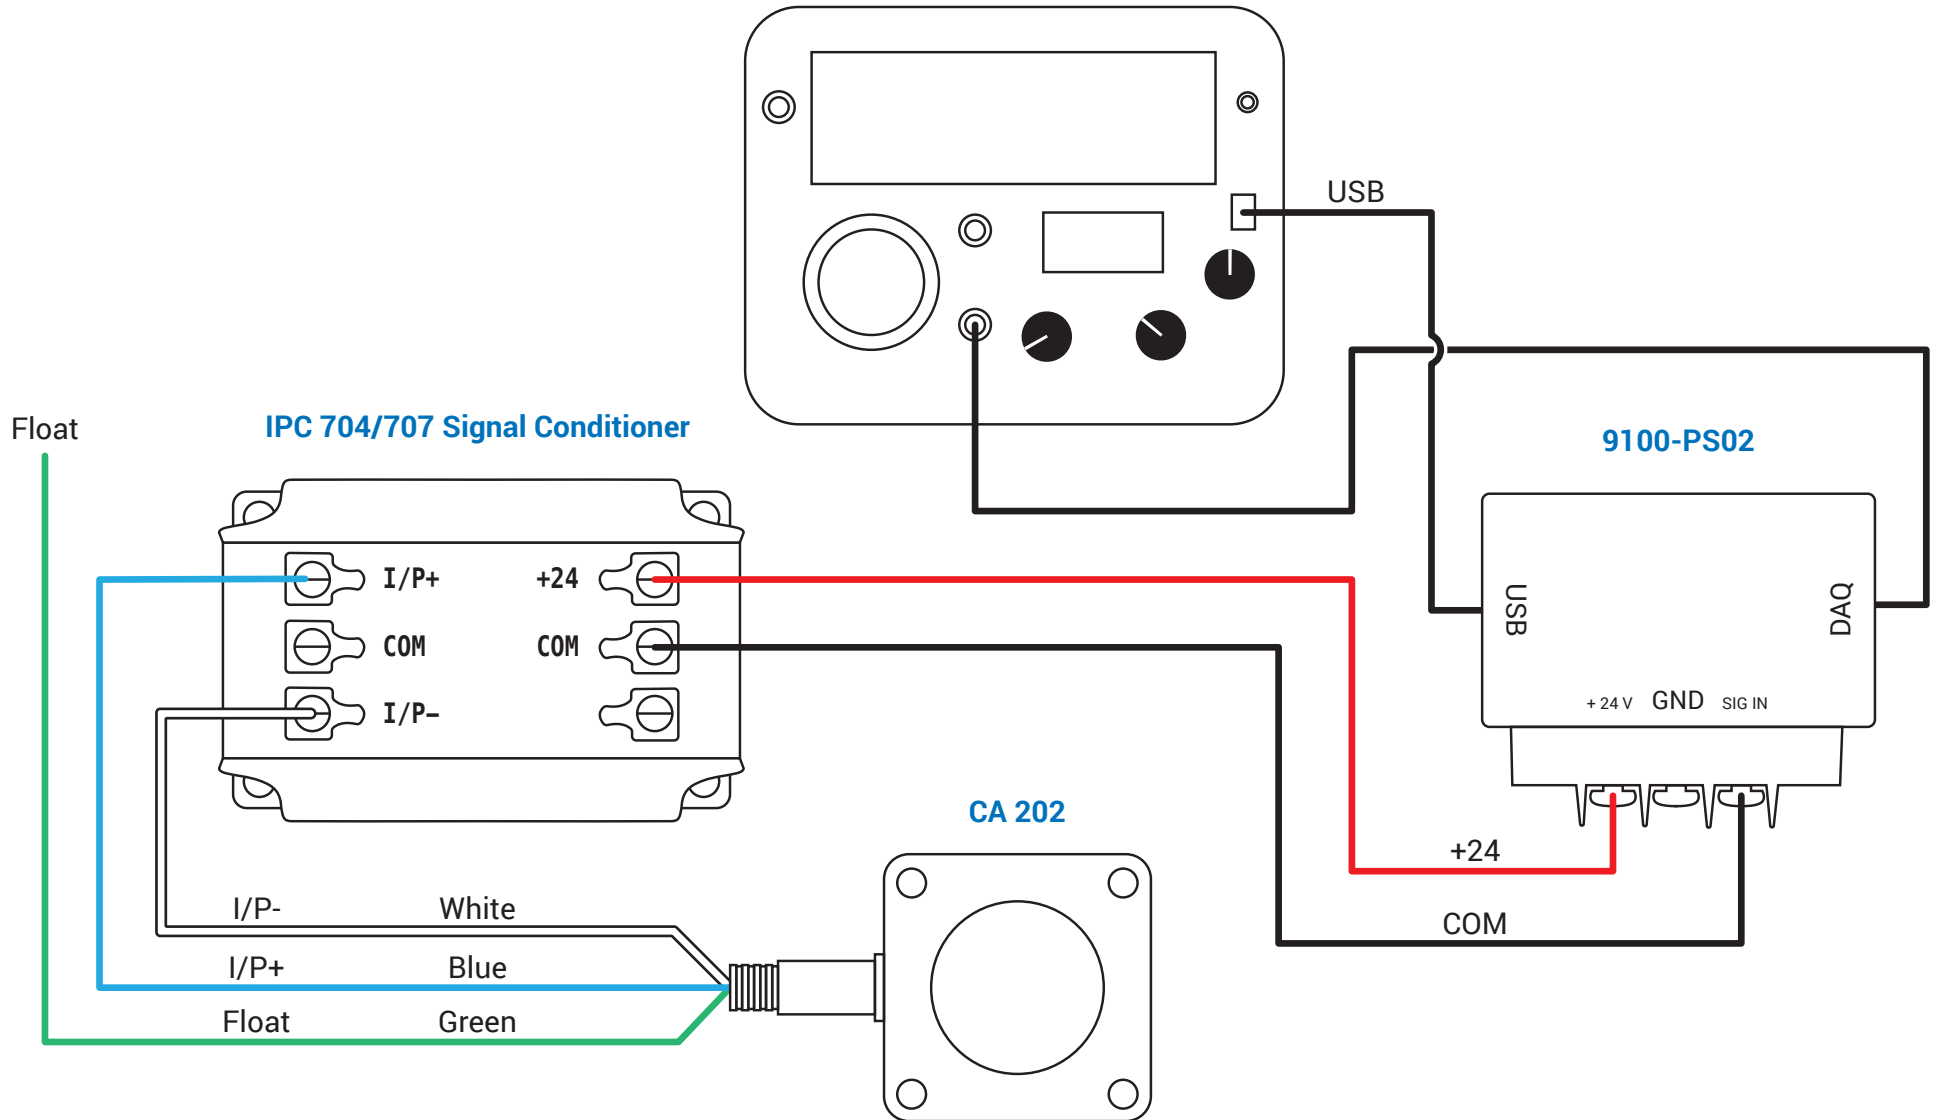 USB
Float
IPC 704/707 Signal Conditioner
9100-PS02
I/P+
+24
COM
COM
I/P–
USB
DAQ
+ 24 V GND SIG IN
CA 202
+24
COM
I/P- White
I/P+ Blue
Float Green